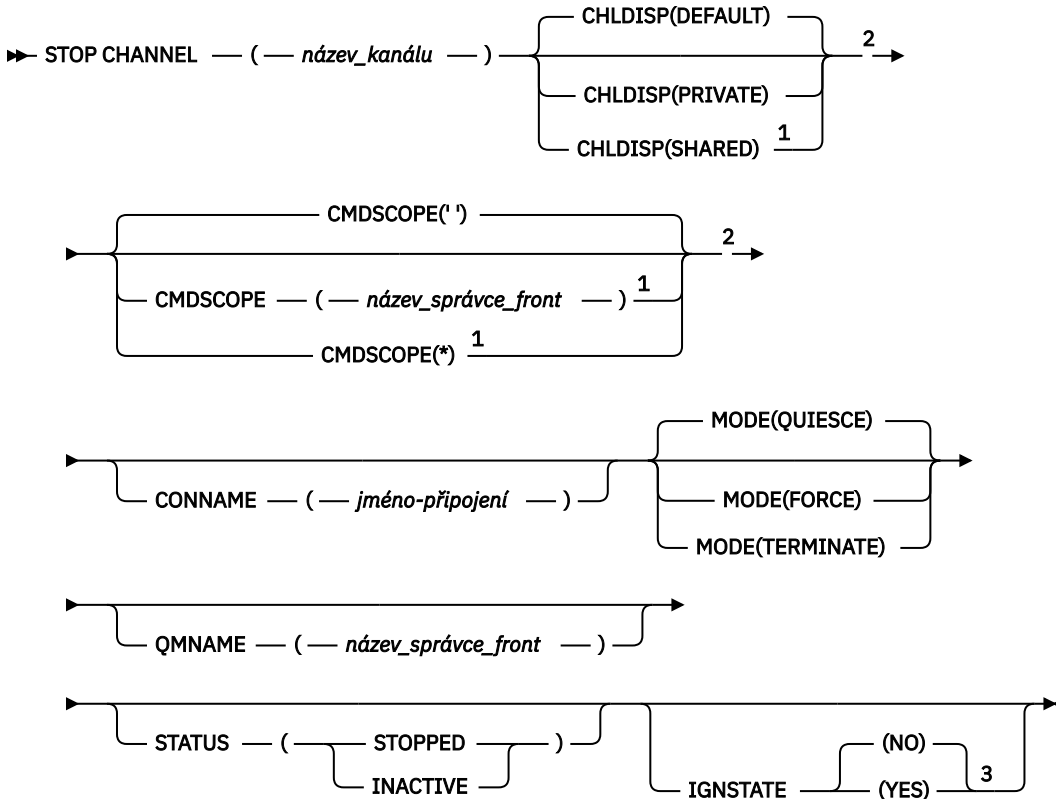 CHLDISP(DEFAULT)
STOP CHANNEL ( název_kanálu ) 2
CHLDISP(PRIVATE)
CHLDISP(SHARED) 1
CMDSCOPE(' ')
2
CMDSCOPE ( název_správce_front ) 1
CMDSCOPE(*) 1
MODE(QUIESCE)
CONNAME ( jméno-připojení ) MODE(FORCE)
MODE(TERMINATE)
QMNAME ( název_správce_front )
STATUS ( STOPPED ) (NO)
INACTIVE IGNSTATE (YES) 3